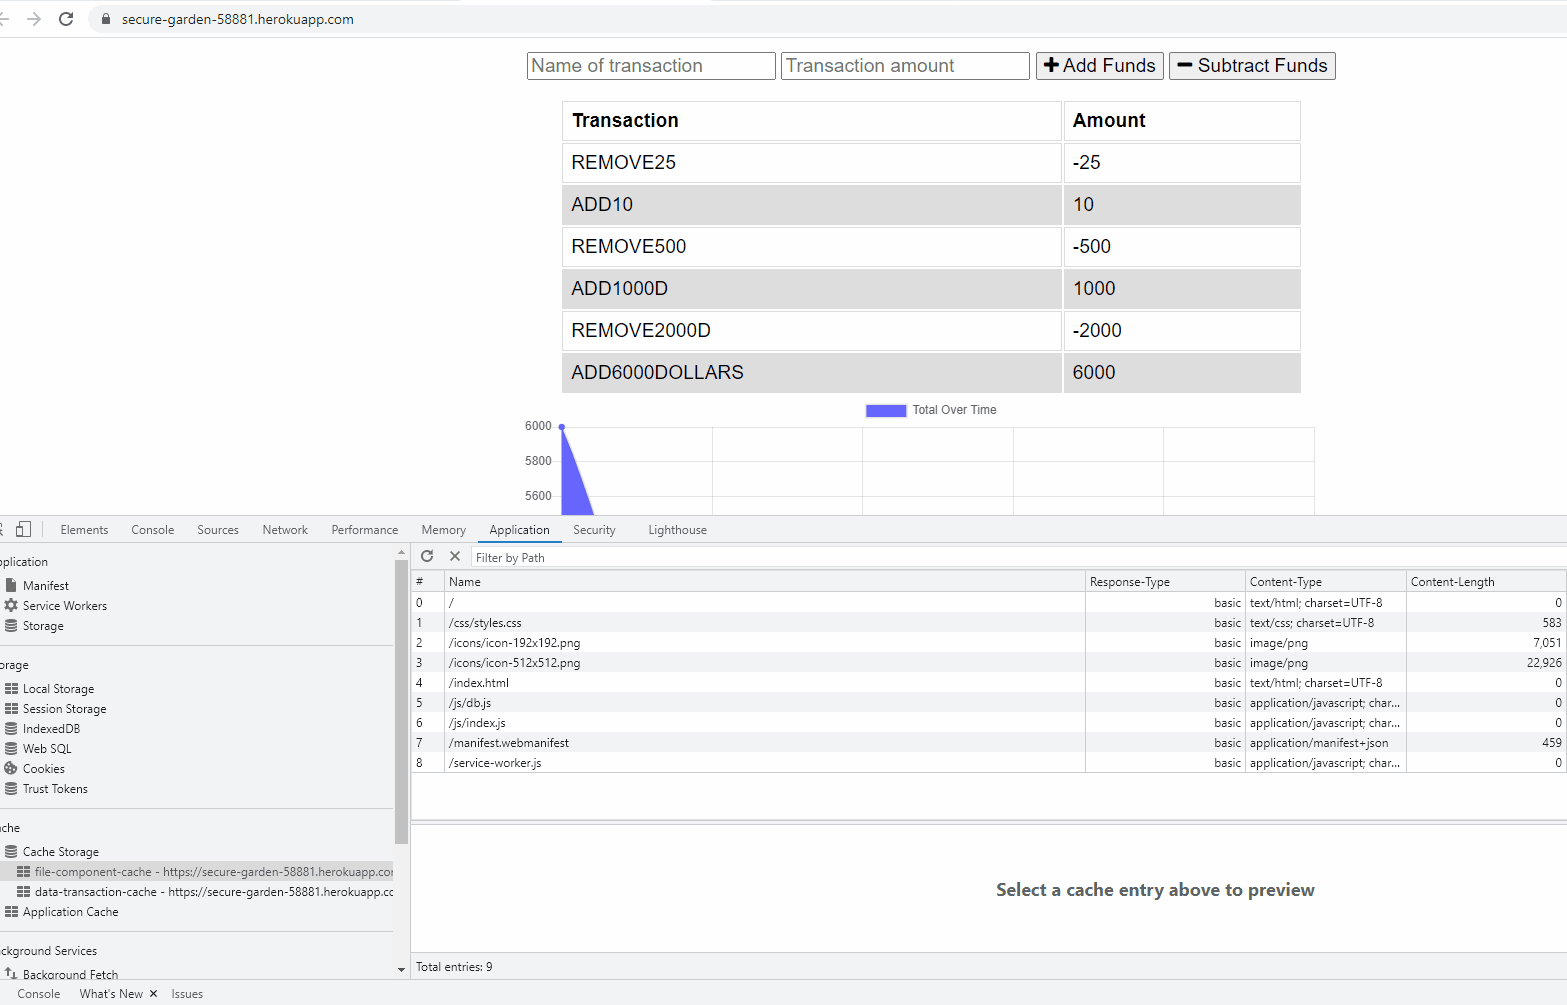 secure-garden-58881.herokuapp.com
Name of transaction Transaction amount Add Funds Subtract Funds
Transaction Amount
REMOVE25 -25
ADD10 10
REMOVE500 -500
ADD1000D 1000
REMOVE2000D -2000
ADD6000DOLLARS 6000
Total Over Time
6000
5800
5600
Elements Console Sources Network Performance Memory Application Security Lighthouse
pplication
Manifest
Service Workers
Storage
orage
Local Storage
Session Storage
IndexedDB
Web SQL
Cookies
Trust Tokens
che
Cache Storage
file-component-cache - https://secure-garden-58881.herokuapp.cor
data-transaction-cache - https://secure-garden-58881.herokuapp.cc
Application Cache
ckground Services
Background Fetch
Filter by Path
# Name Response-Type Content-Type Content-Length
0 / basic text/html; charset=UTF-8 0
1 /css/styles.css basic text/css; charset=UTF-8 583
2 /icons/icon-192x192.png basic image/png 7,051
3 /icons/icon-512x512.png basic image/png 22,926
4 /index.html basic text/html; charset=UTF-8 0
5 /js/db.js basic application/javascript; char... 0
6 /js/index.js basic application/javascript; char... 0
7 /manifest.webmanifest basic application/manifest+json 459
8 /service-worker.js basic application/javascript; char... 0
Select a cache entry above to preview
Total entries: 9
Console What's New × Issues